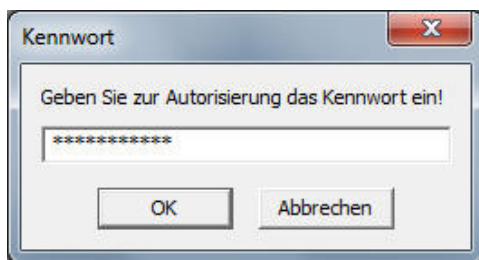 Kennwort
Geben Sie zur Autorisierung das Kennwort ein!
***********
OK
Abbrechen